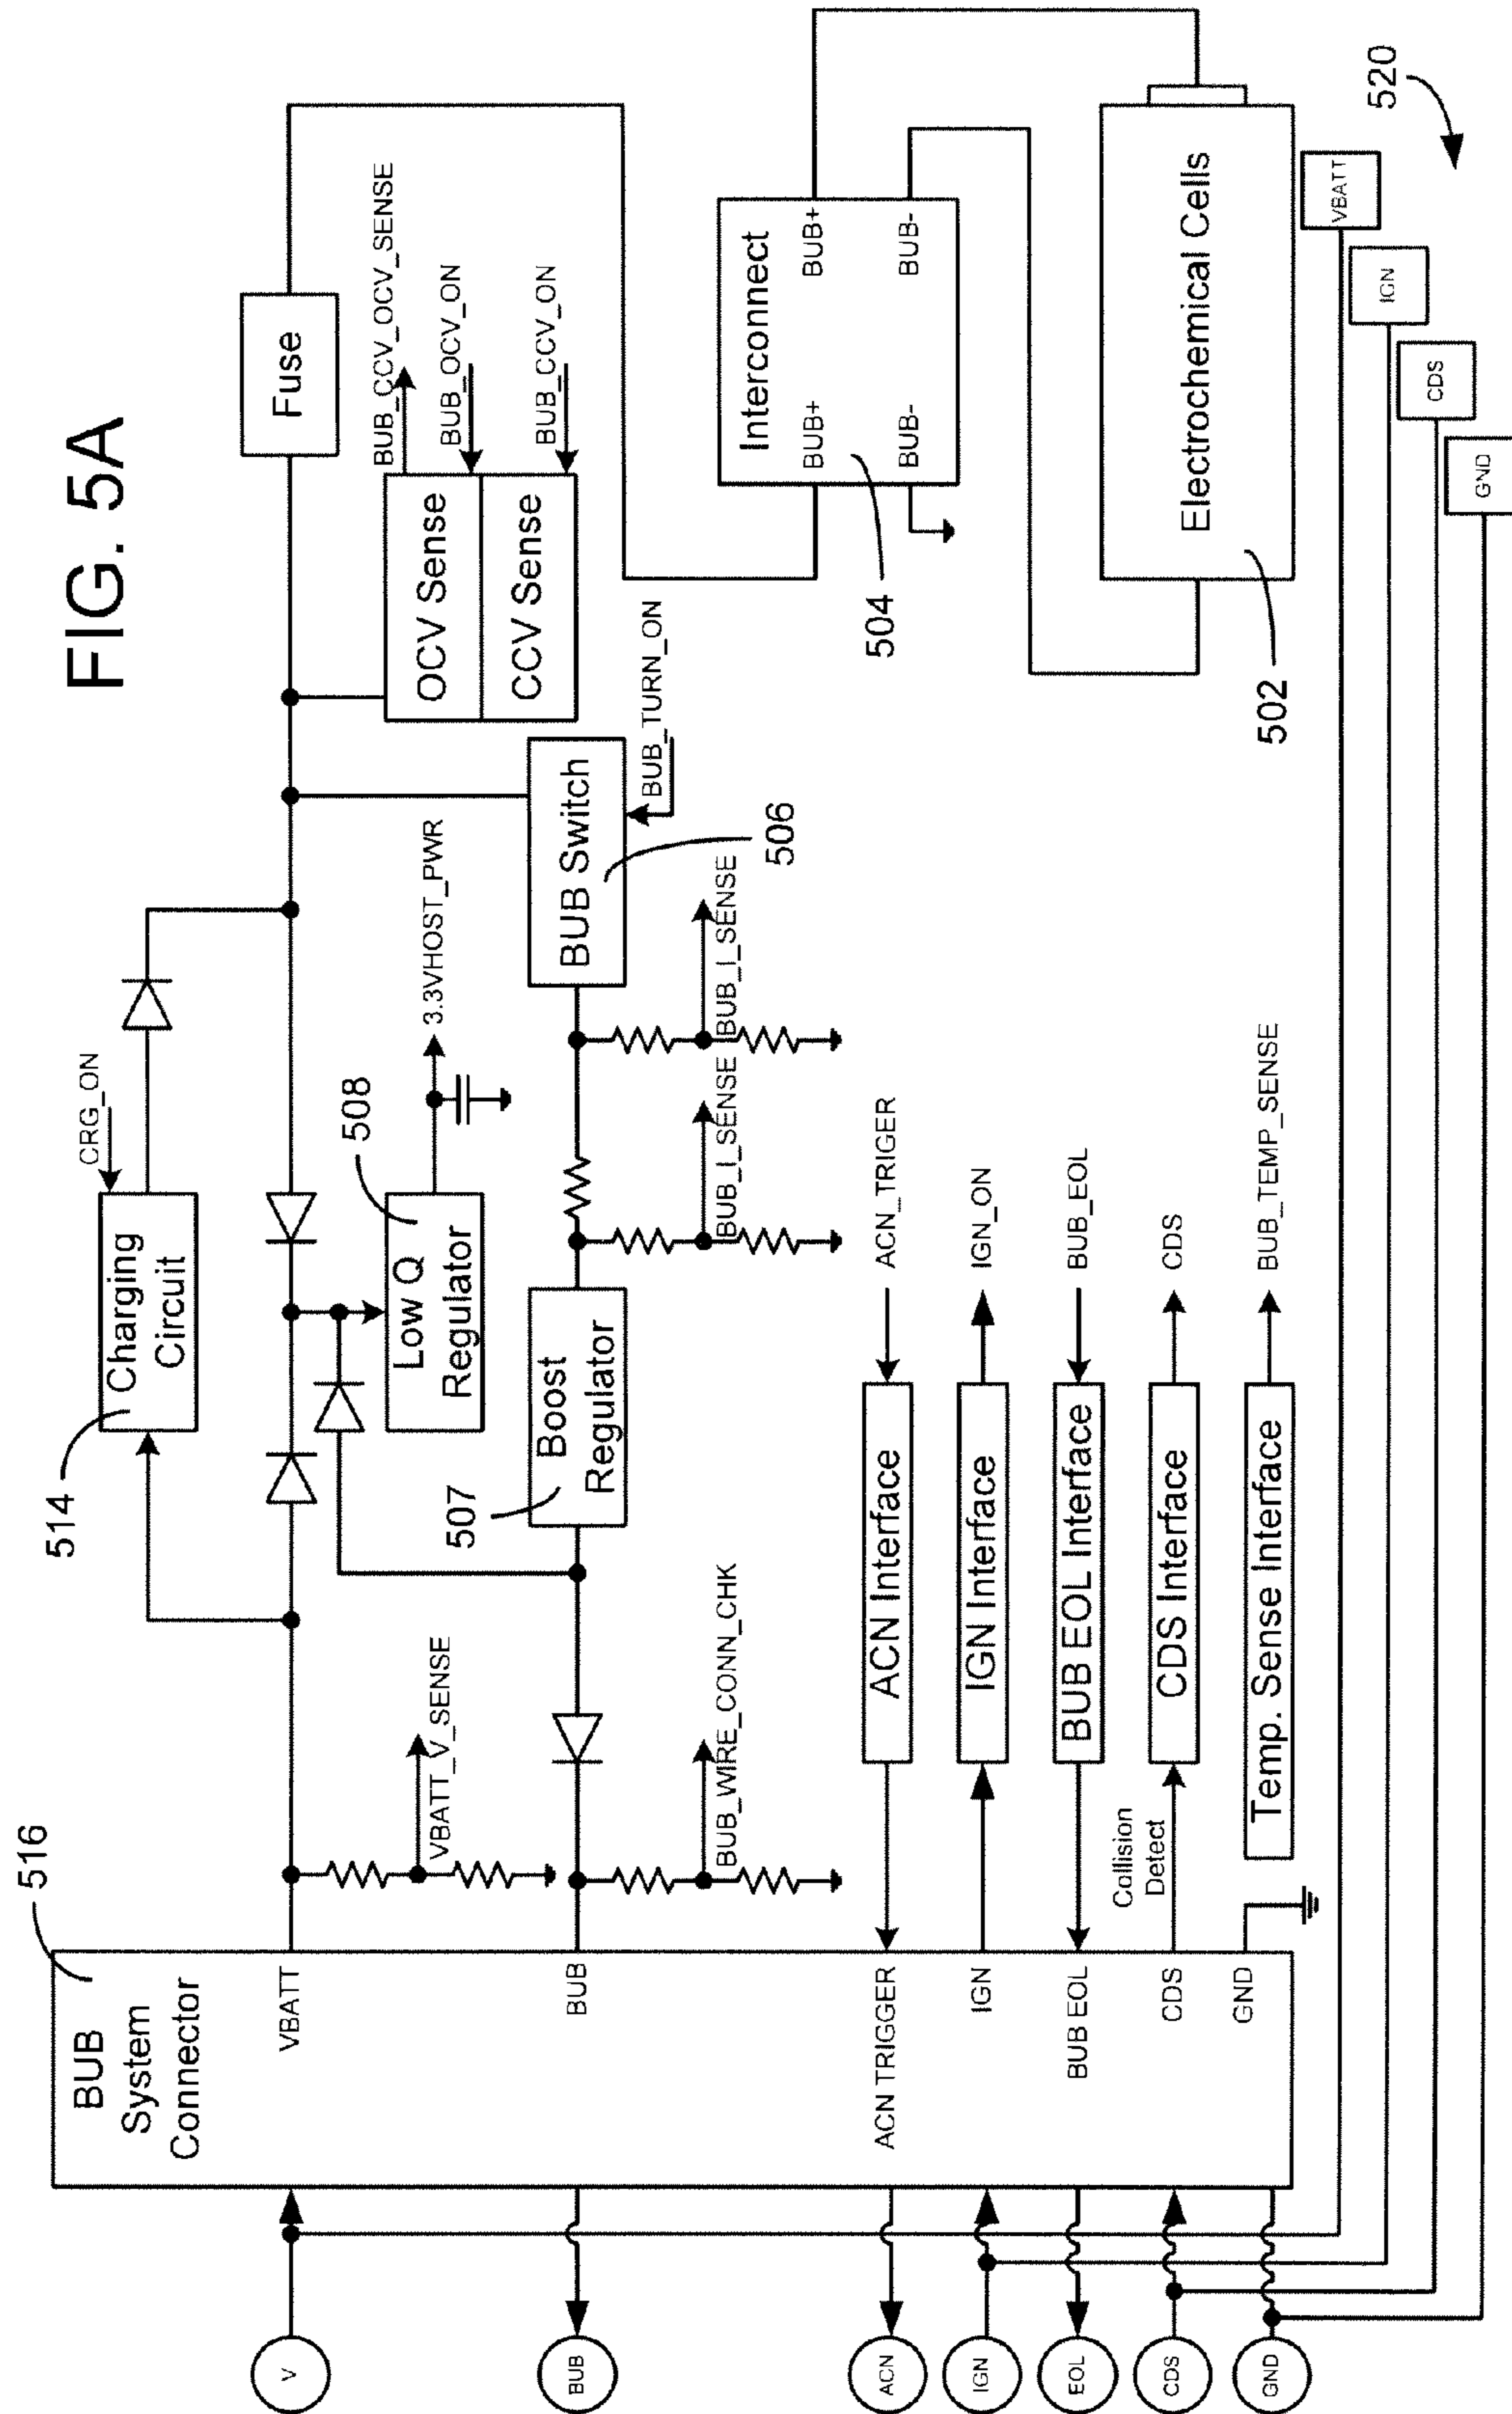 FIG. 5A
516
BUB
System
Connector
VBATT
BUB
ACN TRIGGER
IGN
BUB EOL
CDS
GND
V
BUB
ACN
IGN
EOL
CDS
GND
514
Charging
Circuit
CRG_ON
VBATT_V_SENSE
BUB_WIRE_CONN_CHK
508
Low Q
Regulator
3.3VHOST_PWR
507
Boost
Regulator
BUB_I_SENSE
BUB_I_SENSE
BUB Switch
506
BUB_TURN_ON
Fuse
OCV Sense
CCV Sense
BUB_CCV_OCV_SENSE
BUB_OCV_ON
BUB_CCV_ON
ACN Interface
ACN_TRIGER
IGN Interface
IGN_ON
BUB EOL Interface
BUB_EOL
Collision
Detect
CDS Interface
CDS
Temp. Sense Interface
BUB_TEMP_SENSE
Interconnect
BUB+
BUB+
BUB-
BUB-
504
Electrochemical Cells
502
VBATT
IGN
CDS
GND
520